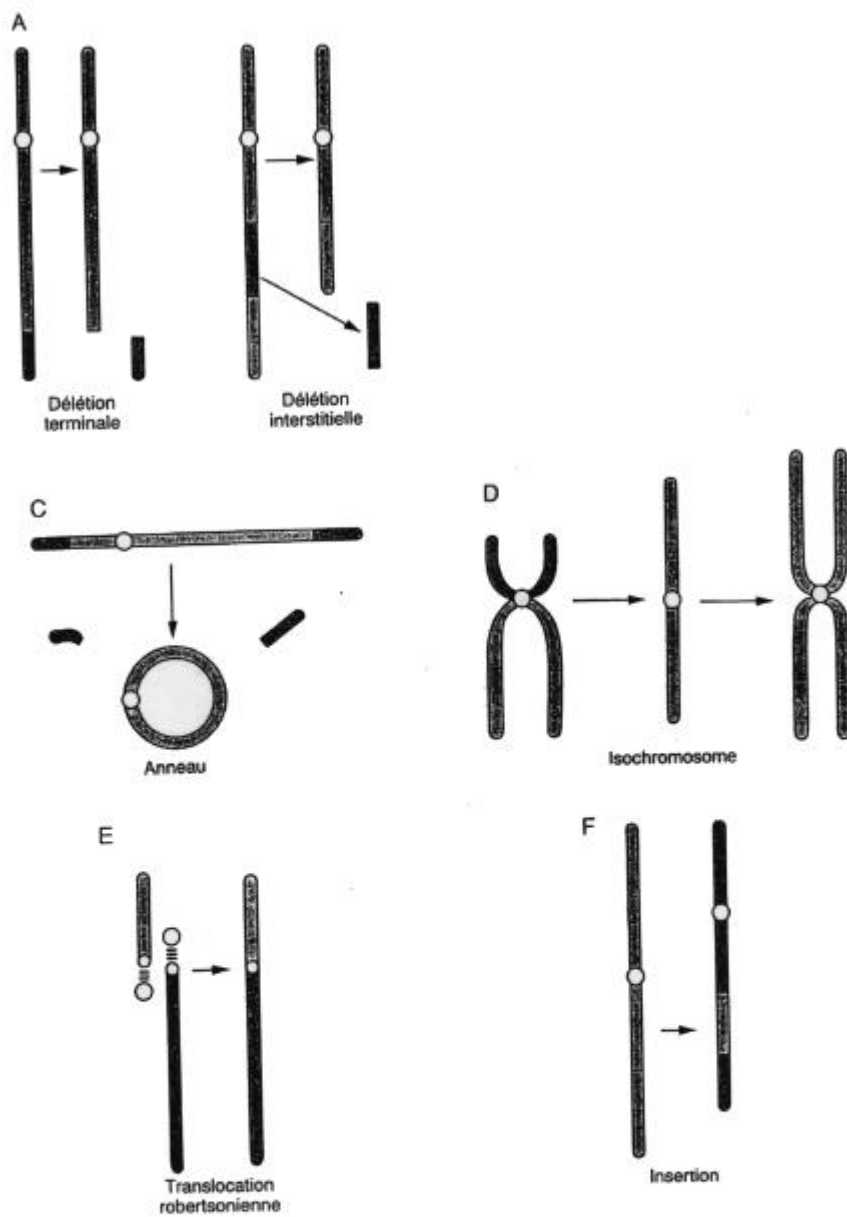 A
Délétion
terminale
Délétion
interstitielle
C
Anneau
D
Isochromosome
E
Translocation
robertsonienne
F
Insertion